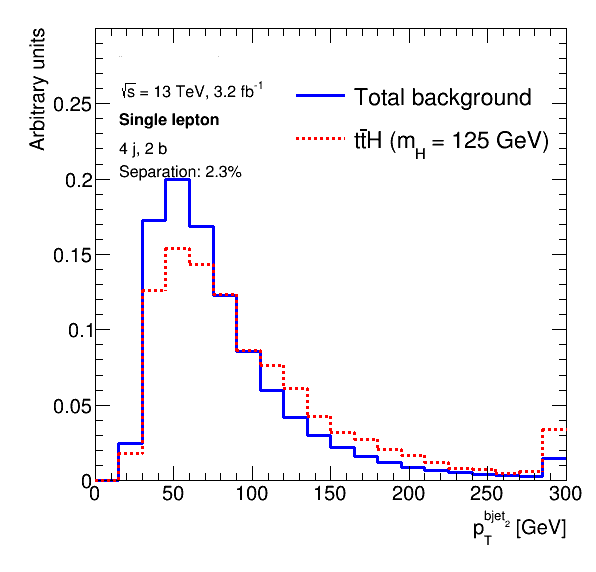 Arbitrary units
√s = 13 TeV, 3.2 fb⁻¹
Single lepton
4 j, 2 b
Separation: 2.3%
Total background
tt̄H (m_H = 125 GeV)
0.25
0.2
0.15
0.1
0.05
0
0 50 100 150 200 250 300
p_T^{bjet_2} [GeV]